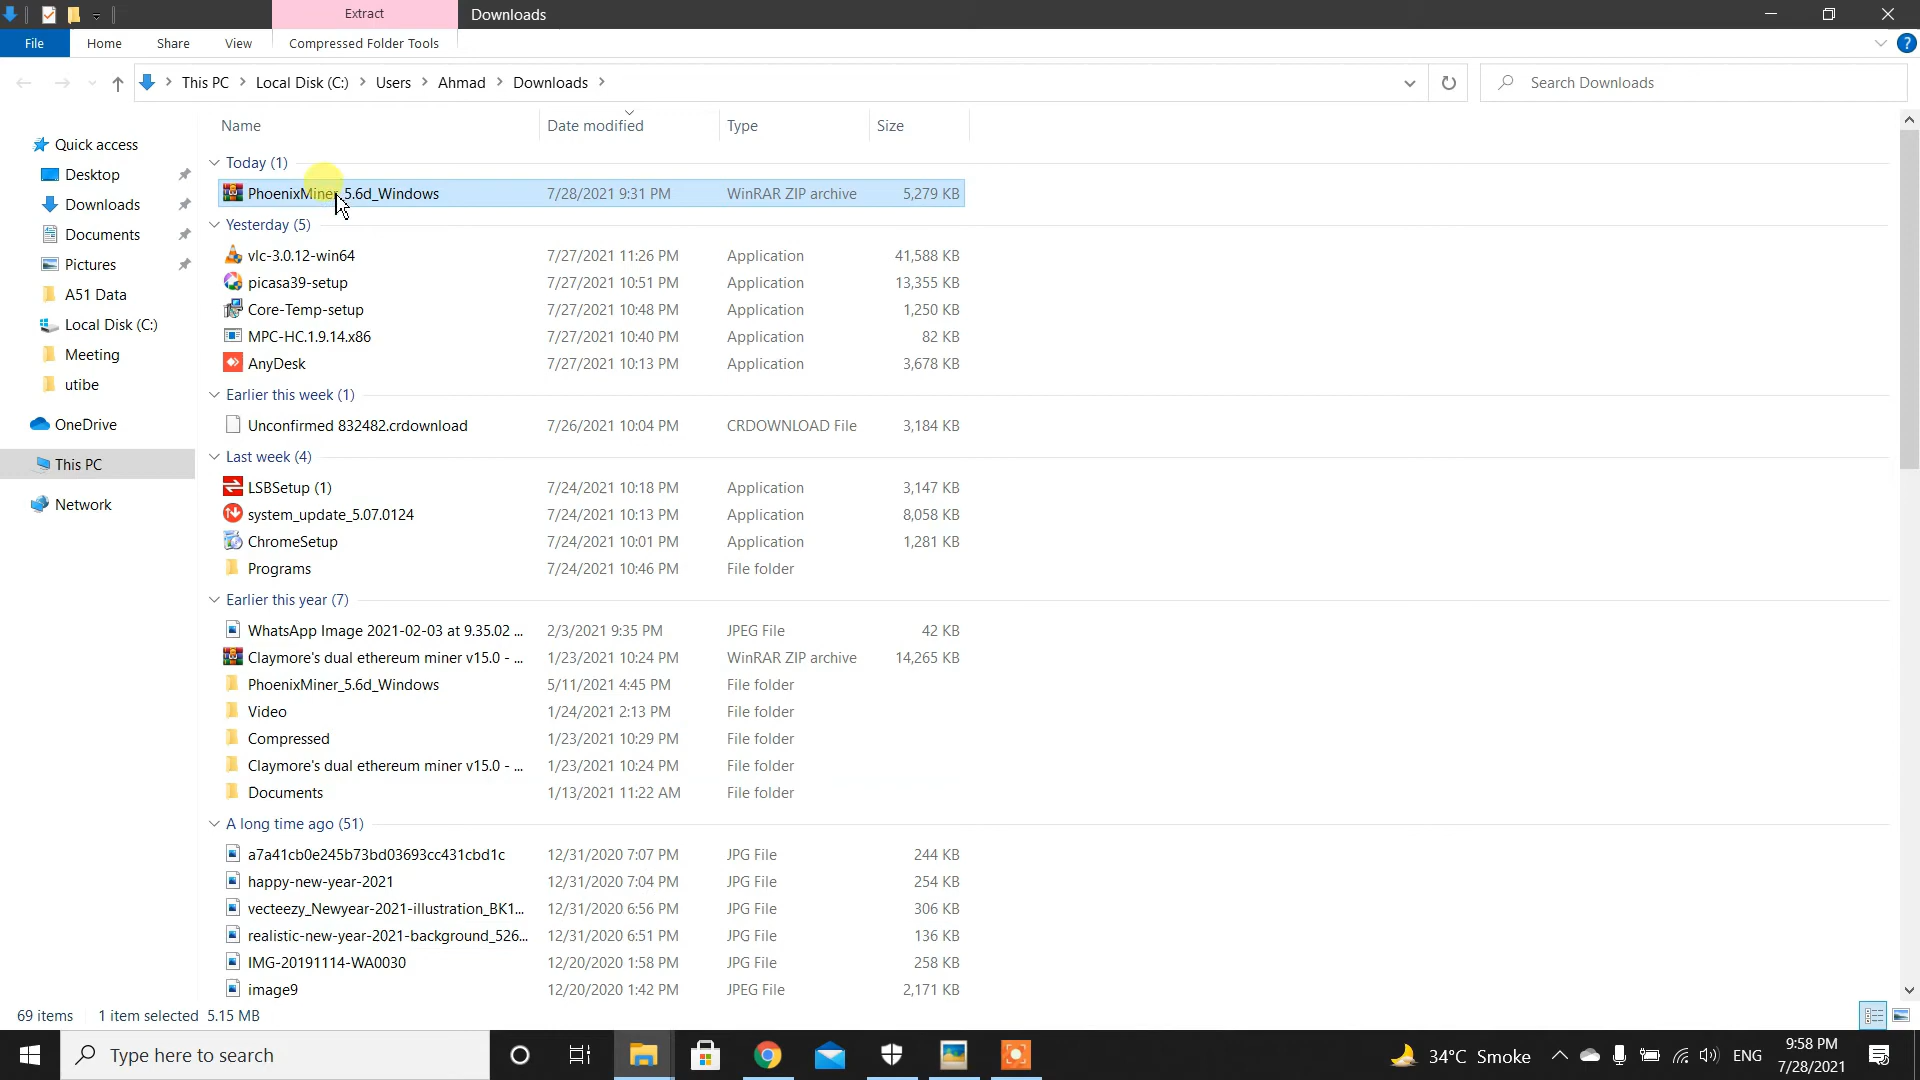 Extract
Downloads
File
Home
Share
View
Compressed Folder Tools
This PC
Local Disk (C:)
Users
Ahmad
Downloads
Search Downloads
Name
Date modified
Type
Size
Quick access
Desktop
Downloads
Documents
Pictures
A51 Data
Local Disk (C:)
Meeting
utibe
OneDrive
This PC
Network
Today (1)
PhoenixMiner_5.6d_Windows 7/28/2021 9:31 PM WinRAR ZIP archive 5,279 KB
Yesterday (5)
vlc-3.0.12-win64 7/27/2021 11:26 PM Application 41,588 KB
picasa39-setup 7/27/2021 10:51 PM Application 13,355 KB
Core-Temp-setup 7/27/2021 10:48 PM Application 1,250 KB
MPC-HC.1.9.14.x86 7/27/2021 10:40 PM Application 82 KB
AnyDesk 7/27/2021 10:13 PM Application 3,678 KB
Earlier this week (1)
Unconfirmed 832482.crdownload 7/26/2021 10:04 PM CRDOWNLOAD File 3,184 KB
Last week (4)
LSBSetup (1) 7/24/2021 10:18 PM Application 3,147 KB
system_update_5.07.0124 7/24/2021 10:13 PM Application 8,058 KB
ChromeSetup 7/24/2021 10:01 PM Application 1,281 KB
Programs 7/24/2021 10:46 PM File folder
Earlier this year (7)
WhatsApp Image 2021-02-03 at 9.35.02 ... 2/3/2021 9:35 PM JPEG File 42 KB
Claymore's dual ethereum miner v15.0 - ... 1/23/2021 10:24 PM WinRAR ZIP archive 14,265 KB
PhoenixMiner_5.6d_Windows 5/11/2021 4:45 PM File folder
Video 1/24/2021 2:13 PM File folder
Compressed 1/23/2021 10:29 PM File folder
Claymore's dual ethereum miner v15.0 - ... 1/23/2021 10:24 PM File folder
Documents 1/13/2021 11:22 AM File folder
A long time ago (51)
a7a41cb0e245b73bd03693cc431cbd1c 12/31/2020 7:07 PM JPG File 244 KB
happy-new-year-2021 12/31/2020 7:04 PM JPG File 254 KB
vecteezy_Newyear-2021-illustration_BK1... 12/31/2020 6:56 PM JPG File 306 KB
realistic-new-year-2021-background_526... 12/31/2020 6:51 PM JPG File 136 KB
IMG-20191114-WA0030 12/20/2020 1:58 PM JPG File 258 KB
image9 12/20/2020 1:42 PM JPEG File 2,171 KB
69 items 1 item selected 5.15 MB
Type here to search
34°C Smoke
ENG
9:58 PM
7/28/2021